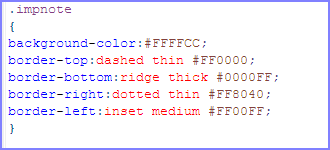 .impnote
{
background-color:#FFFFCC;
border-top:dashed thin #FF0000;
border-bottom:ridge thick #0000FF;
border-right:dotted thin #FF8040;
border-left:inset medium #FF00FF;
}